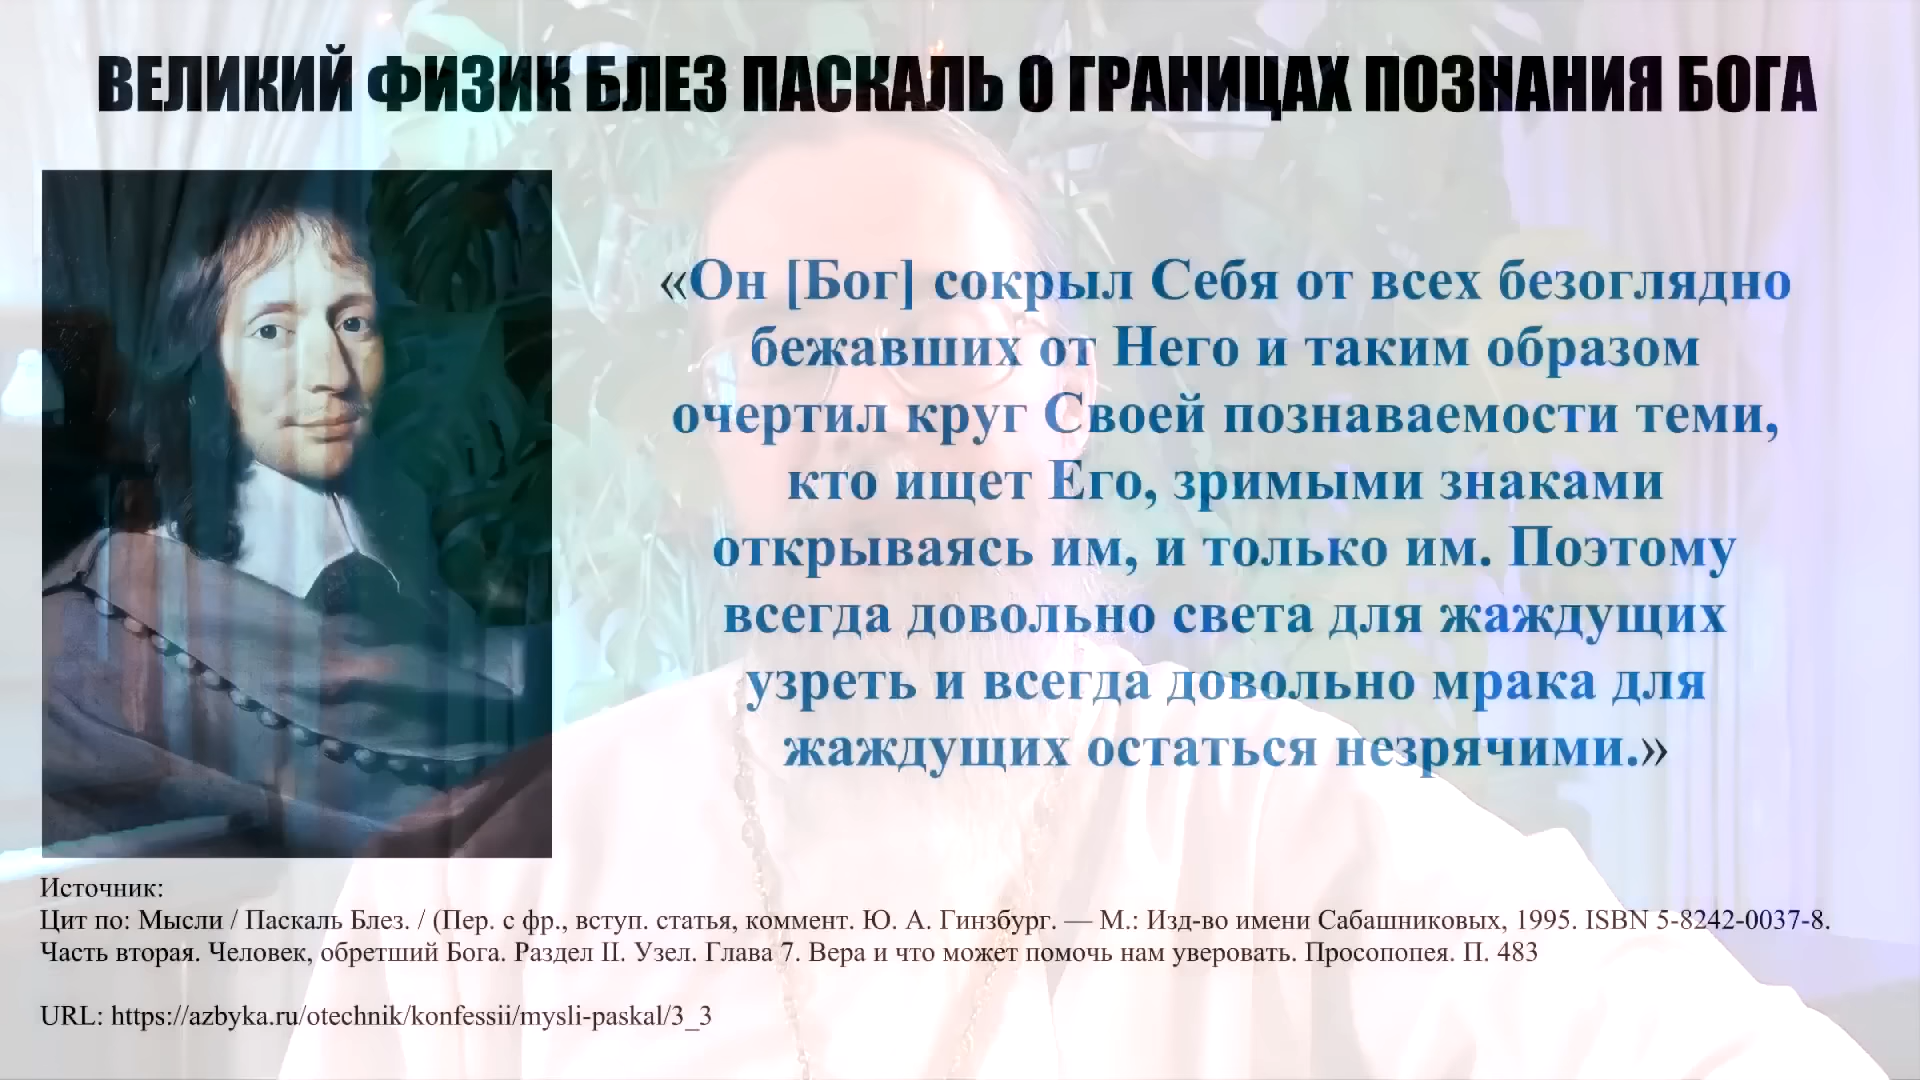 ВЕЛИКИЙ ФИЗИК БЛЕЗ ПАСКАЛЬ О ГРАНИЦАХ ПОЗНАНИЯ БОГА
«Он [Бог] сокрыл Себя от всех безоглядно
бежавших от Него и таким образом
очертил круг Своей познаваемости теми,
кто ищет Его, зримыми знаками
открываясь им, и только им. Поэтому
всегда довольно света для жаждущих
узреть и всегда довольно мрака для
жаждущих остаться незрячими.»
Источник:
Цит по: Мысли / Паскаль Блез. / (Пер. с фр., вступ. статья, коммент. Ю. А. Гинзбург. — М.: Изд-во имени Сабашниковых, 1995. ISBN 5-8242-0037-8.
Часть вторая. Человек, обретший Бога. Раздел II. Узел. Глава 7. Вера и что может помочь нам уверовать. Просопопея. П. 483
URL: https://azbyka.ru/otechnik/konfessii/mysli-paskal/3_3